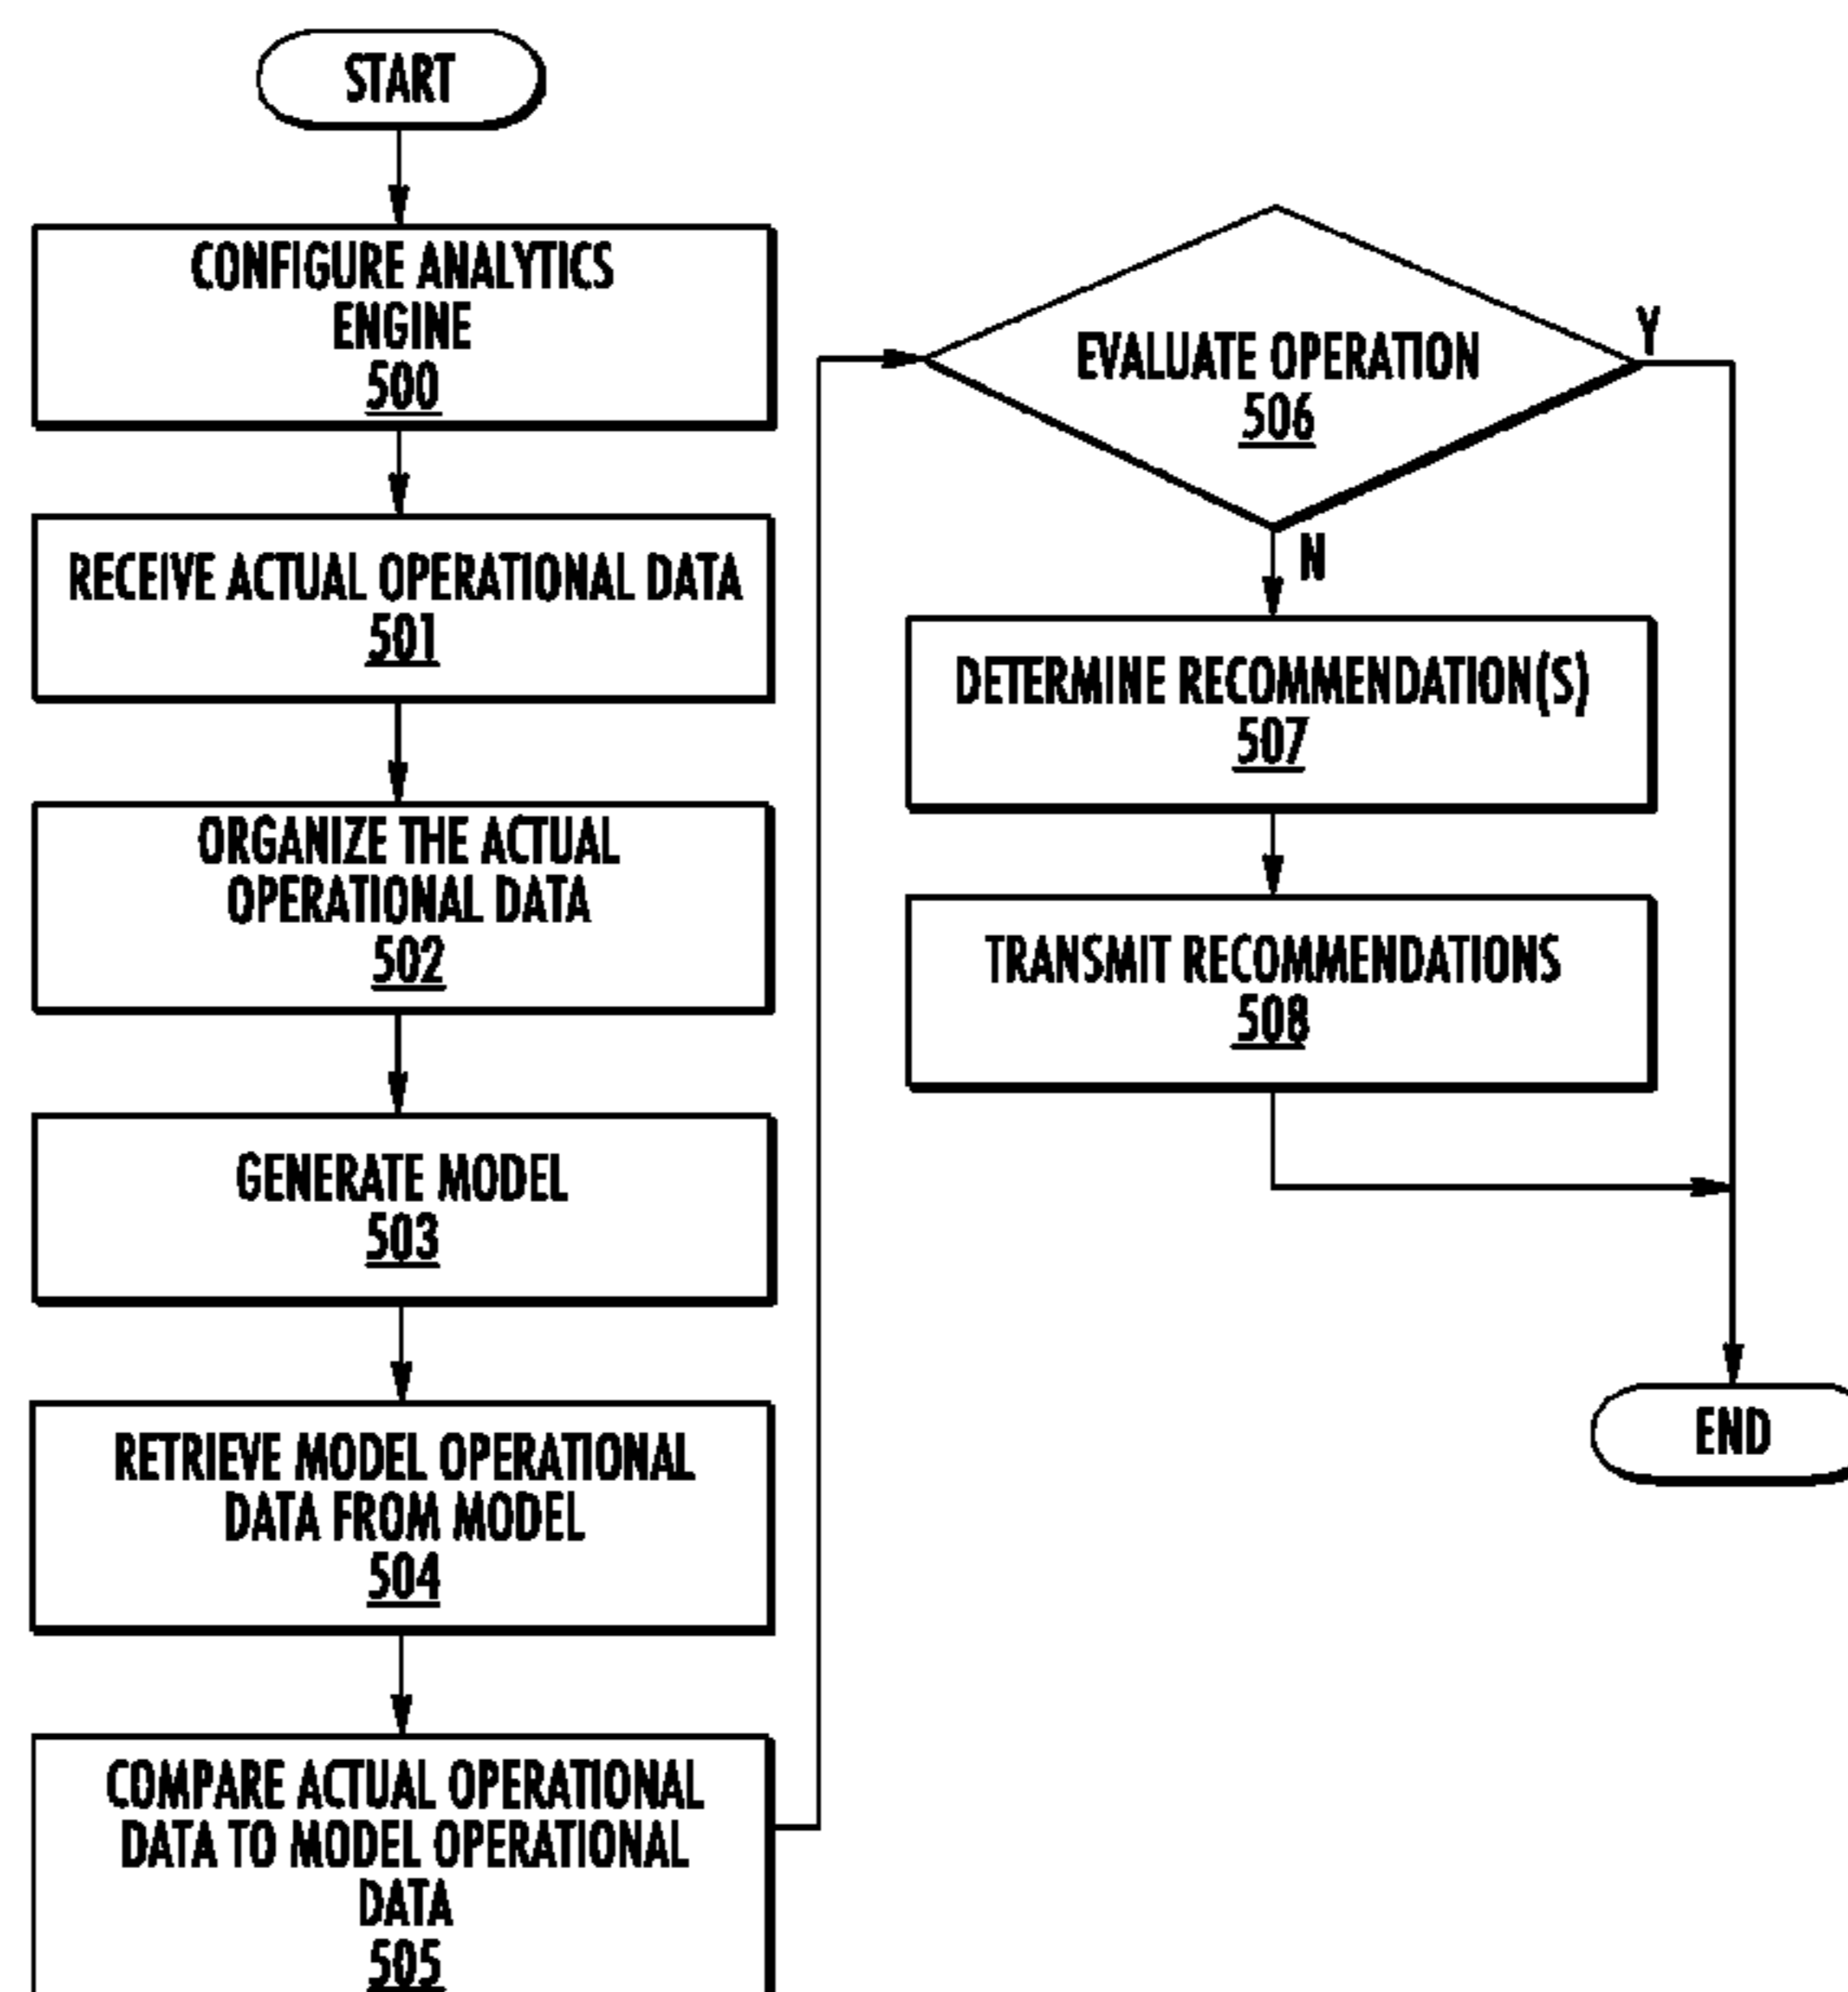 START
CONFIGURE ANALYTICS
ENGINE
500
RECEIVE ACTUAL OPERATIONAL DATA
501
ORGANIZE THE ACTUAL
OPERATIONAL DATA
502
GENERATE MODEL
503
RETRIEVE MODEL OPERATIONAL
DATA FROM MODEL
504
COMPARE ACTUAL OPERATIONAL
DATA TO MODEL OPERATIONAL
DATA
505
EVALUATE OPERATION
506
Y
N
DETERMINE RECOMMENDATION(S)
507
TRANSMIT RECOMMENDATIONS
508
END